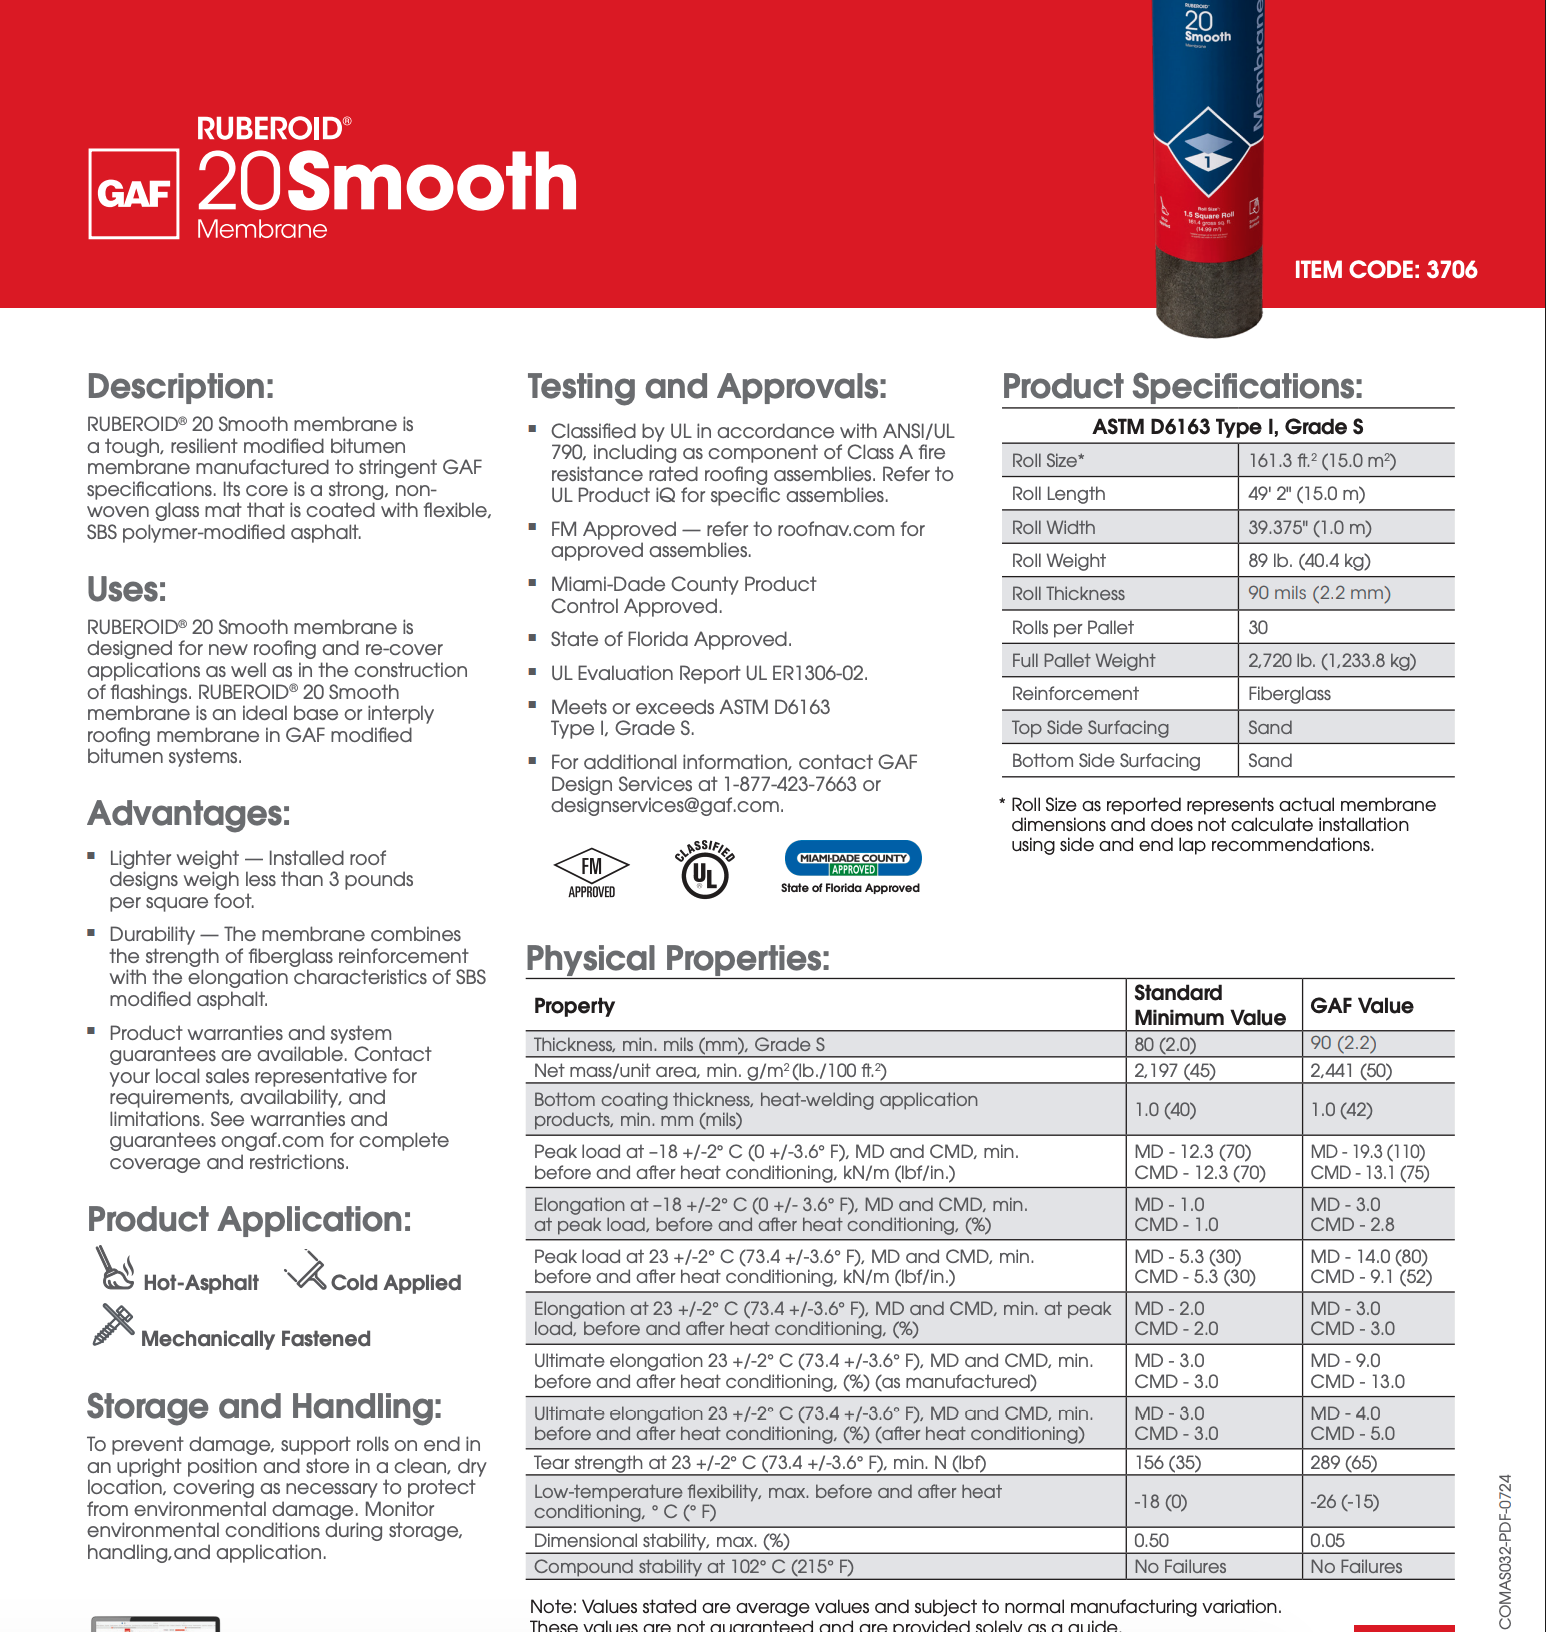 RUBEROID®
20
Smooth
Membrane
Membrane
1
Roll Size*:
1.5 Square Roll
161.4 gross sq. ft.
(14.99 m²)
GAF
RUBEROID®
20 Smooth
Membrane
ITEM CODE: 3706
Description:
RUBEROID® 20 Smooth membrane is
a tough, resilient modified bitumen
membrane manufactured to stringent GAF
specifications. Its core is a strong, non-
woven glass mat that is coated with flexible,
SBS polymer-modified asphalt.
Uses:
RUBEROID® 20 Smooth membrane is
designed for new roofing and re-cover
applications as well as in the construction
of flashings. RUBEROID® 20 Smooth
membrane is an ideal base or interply
roofing membrane in GAF modified
bitumen systems.
Advantages:
▪ Lighter weight — Installed roof
designs weigh less than 3 pounds
per square foot.
▪ Durability — The membrane combines
the strength of fiberglass reinforcement
with the elongation characteristics of SBS
modified asphalt.
▪ Product warranties and system
guarantees are available. Contact
your local sales representative for
requirements, availability, and
limitations. See warranties and
guarantees ongaf.com for complete
coverage and restrictions.
Product Application:
Hot-Asphalt Cold Applied
Mechanically Fastened
Storage and Handling:
To prevent damage, support rolls on end in
an upright position and store in a clean, dry
location, covering as necessary to protect
from environmental damage. Monitor
environmental conditions during storage,
handling,and application.
Testing and Approvals:
▪ Classified by UL in accordance with ANSI/UL
790, including as component of Class A fire
resistance rated roofing assemblies. Refer to
UL Product iQ for specific assemblies.
▪ FM Approved — refer to roofnav.com for
approved assemblies.
▪ Miami-Dade County Product
Control Approved.
▪ State of Florida Approved.
▪ UL Evaluation Report UL ER1306-02.
▪ Meets or exceeds ASTM D6163
Type I, Grade S.
▪ For additional information, contact GAF
Design Services at 1-877-423-7663 or
designservices@gaf.com.
FM
APPROVED
CLASSIFIED
UL®
MIAMI-DADE COUNTY
APPROVED
State of Florida Approved
Product Specifications:
ASTM D6163 Type I, Grade S
Roll Size* 161.3 ft.² (15.0 m²)
Roll Length 49' 2" (15.0 m)
Roll Width 39.375" (1.0 m)
Roll Weight 89 lb. (40.4 kg)
Roll Thickness 90 mils (2.2 mm)
Rolls per Pallet 30
Full Pallet Weight 2,720 lb. (1,233.8 kg)
Reinforcement Fiberglass
Top Side Surfacing Sand
Bottom Side Surfacing Sand
* Roll Size as reported represents actual membrane
dimensions and does not calculate installation
using side and end lap recommendations.
Physical Properties:
Property Standard Minimum Value GAF Value
Thickness, min. mils (mm), Grade S 80 (2.0) 90 (2.2)
Net mass/unit area, min. g/m² (lb./100 ft.²) 2,197 (45) 2,441 (50)
Bottom coating thickness, heat-welding application
products, min. mm (mils) 1.0 (40) 1.0 (42)
Peak load at –18 +/-2° C (0 +/-3.6° F), MD and CMD, min. MD - 12.3 (70) MD - 19.3 (110)
before and after heat conditioning, kN/m (lbf/in.) CMD - 12.3 (70) CMD - 13.1 (75)
Elongation at –18 +/-2° C (0 +/- 3.6° F), MD and CMD, min. MD - 1.0 MD - 3.0
at peak load, before and after heat conditioning, (%) CMD - 1.0 CMD - 2.8
Peak load at 23 +/-2° C (73.4 +/-3.6° F), MD and CMD, min. MD - 5.3 (30) MD - 14.0 (80)
before and after heat conditioning, kN/m (lbf/in.) CMD - 5.3 (30) CMD - 9.1 (52)
Elongation at 23 +/-2° C (73.4 +/-3.6° F), MD and CMD, min. at peak MD - 2.0 MD - 3.0
load, before and after heat conditioning, (%) CMD - 2.0 CMD - 3.0
Ultimate elongation 23 +/-2° C (73.4 +/-3.6° F), MD and CMD, min. MD - 3.0 MD - 9.0
before and after heat conditioning, (%) (as manufactured) CMD - 3.0 CMD - 13.0
Ultimate elongation 23 +/-2° C (73.4 +/-3.6° F), MD and CMD, min. MD - 3.0 MD - 4.0
before and after heat conditioning, (%) (after heat conditioning) CMD - 3.0 CMD - 5.0
Tear strength at 23 +/-2° C (73.4 +/-3.6° F), min. N (lbf) 156 (35) 289 (65)
Low-temperature flexibility, max. before and after heat
conditioning, ° C (° F) -18 (0) -26 (-15)
Dimensional stability, max. (%) 0.50 0.05
Compound stability at 102° C (215° F) No Failures No Failures
Note: Values stated are average values and subject to normal manufacturing variation.
These values are not guaranteed and are provided solely as a guide.
COMAS032-PDF-0724